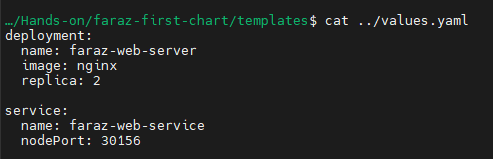 …/Hands-on/faraz-first-chart/templates$ cat ../values.yaml
deployment:
  name: faraz-web-server
  image: nginx
  replica: 2

service:
  name: faraz-web-service
  nodePort: 30156